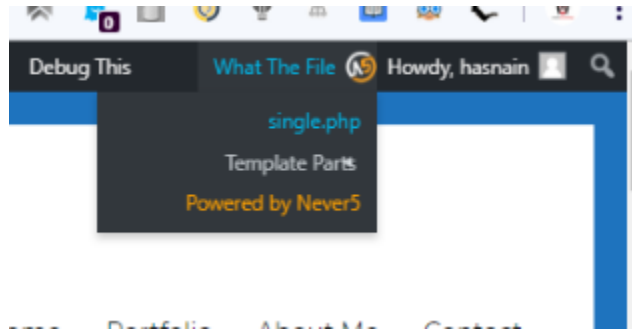 0
Debug This What The File Howdy, hasnain
single.php
Template Parts
Powered by Never5
Portfolio About Me Contact